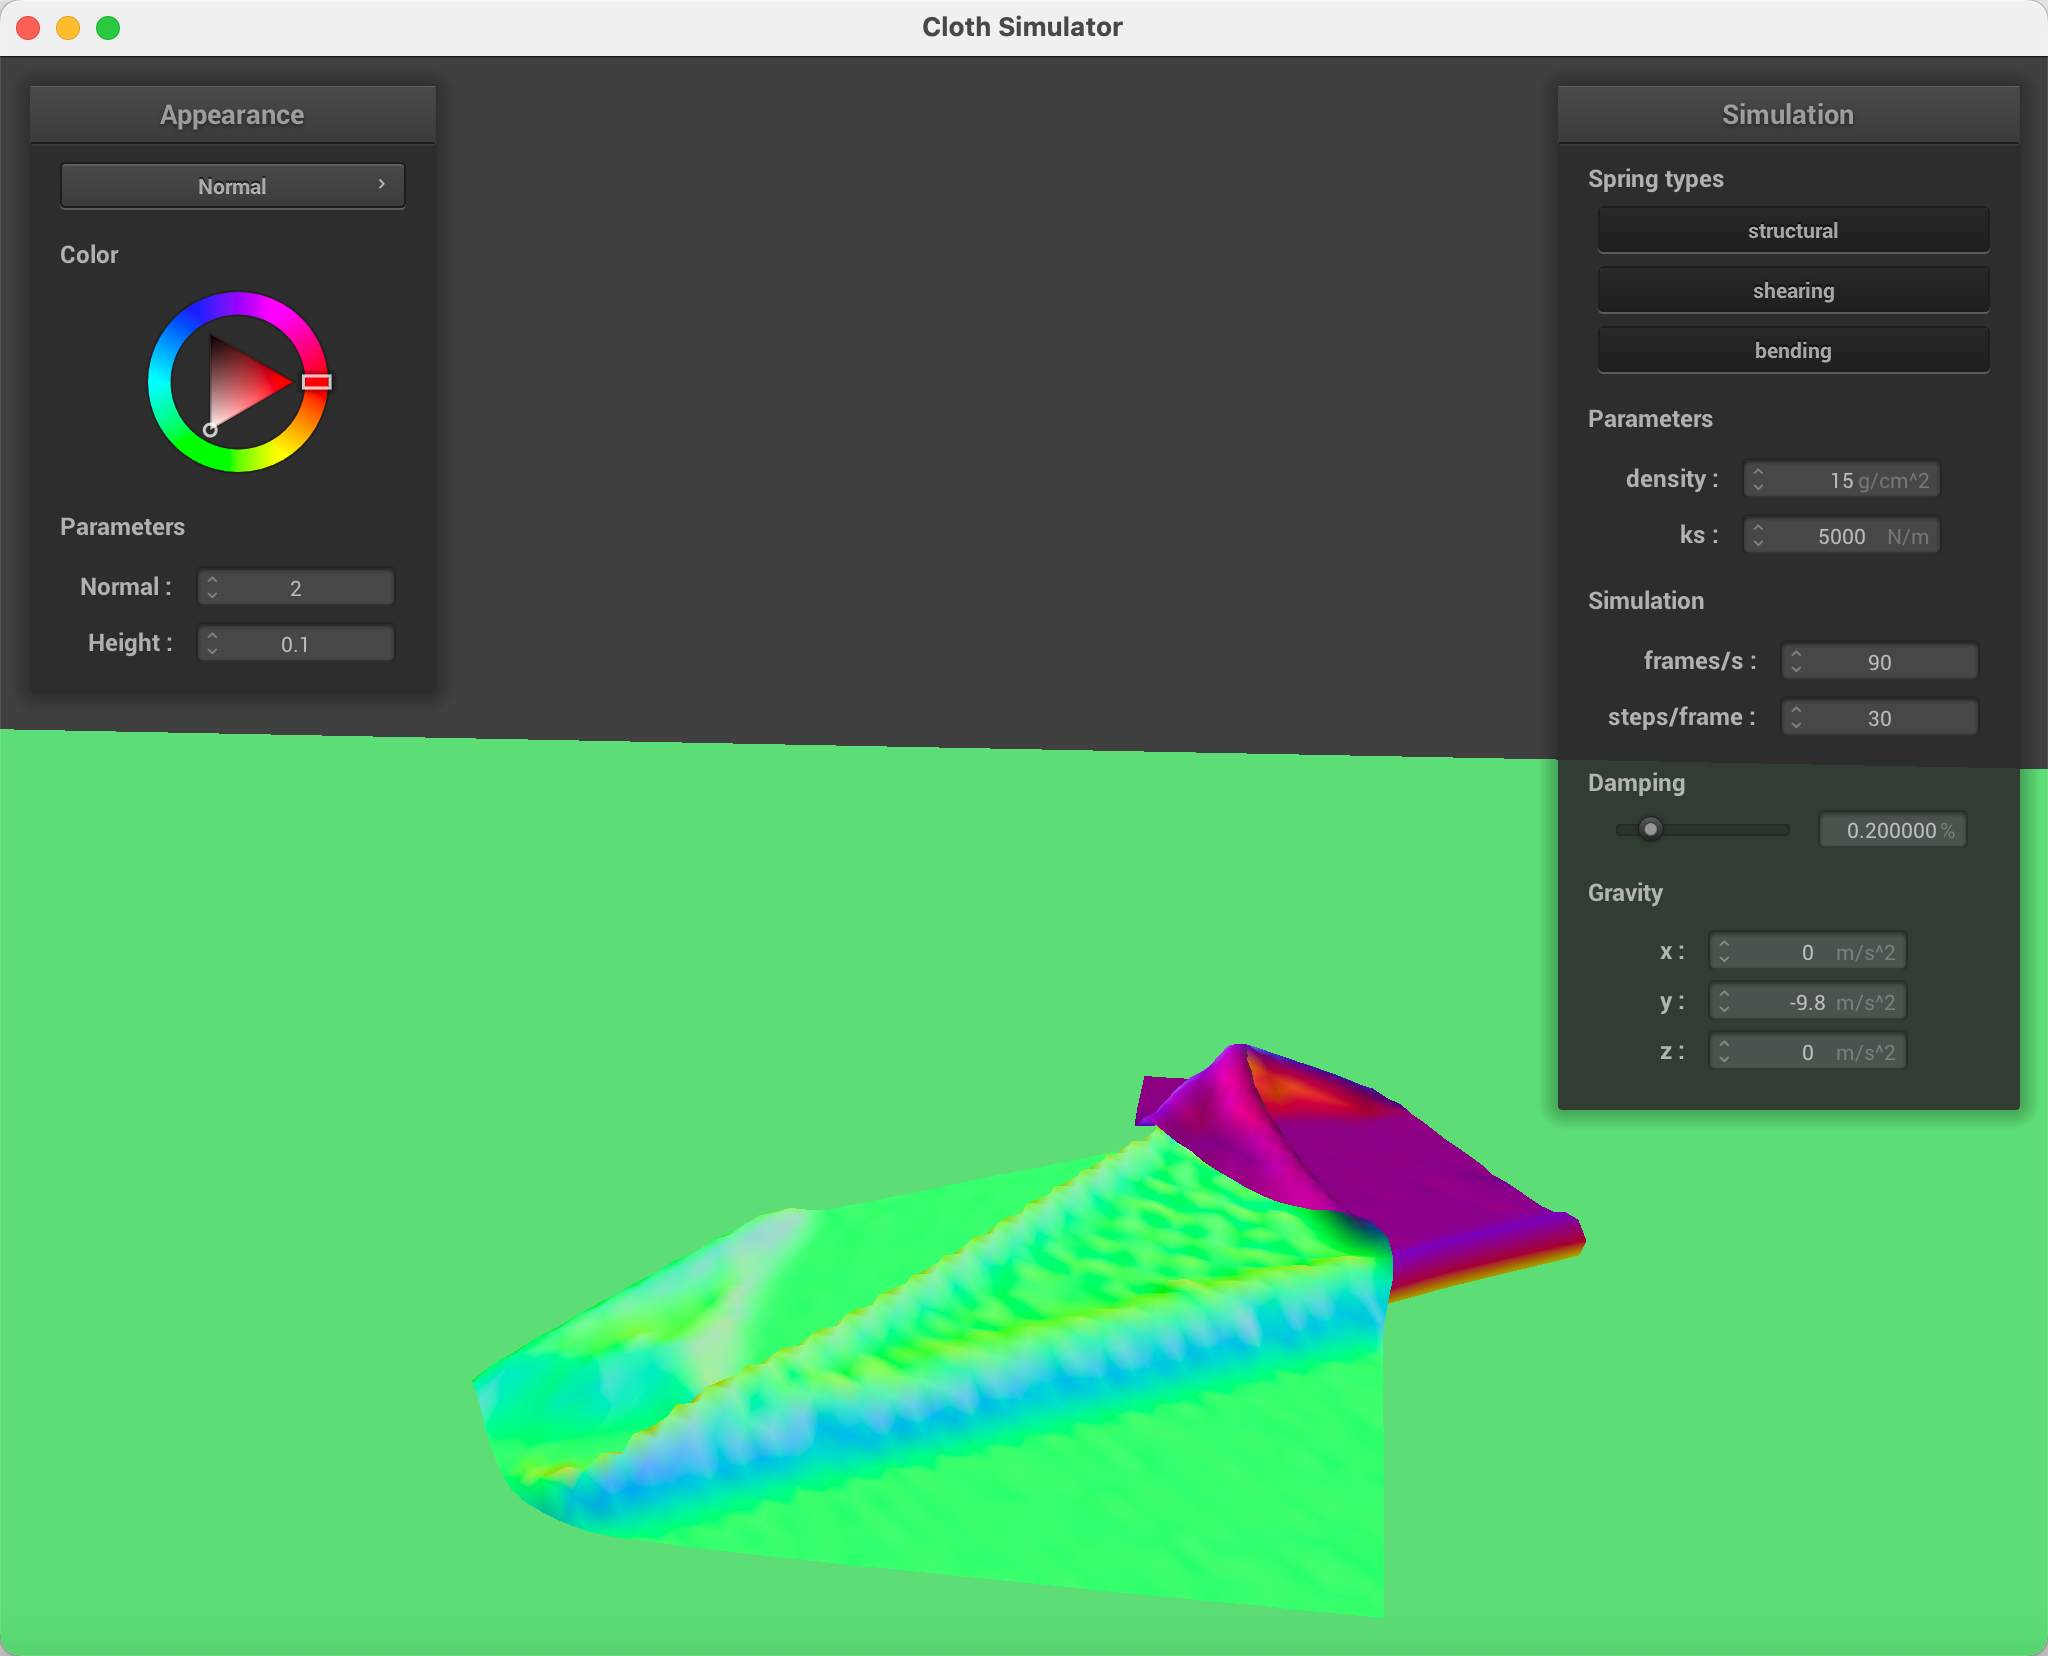 Cloth Simulator
Appearance
Normal
Color
Parameters
Normal : 2
Height : 0.1
Simulation
Spring types
structural
shearing
bending
Parameters
density : 15 g/cm^2
ks : 5000 N/m
Simulation
frames/s : 90
steps/frame : 30
Damping
0.200000 %
Gravity
x : 0 m/s^2
y : -9.8 m/s^2
z : 0 m/s^2